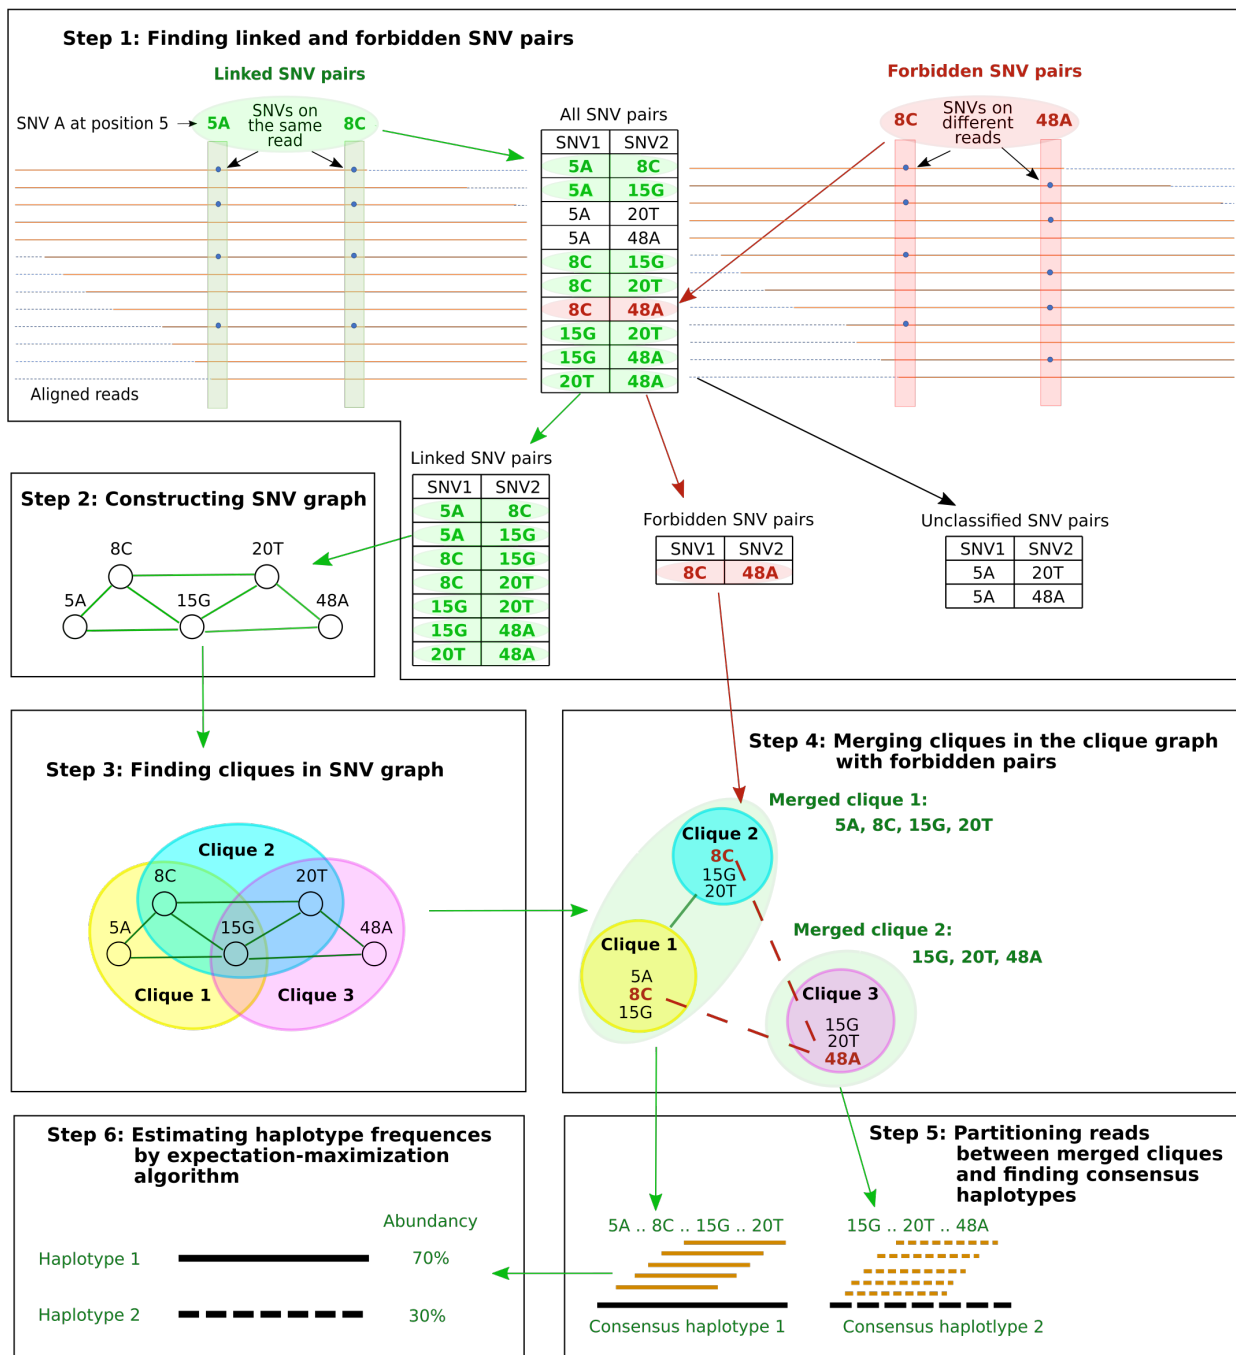 Step 1: Finding linked and forbidden SNV pairs
Linked SNV pairs
Forbidden SNV pairs
SNV A at position 5
5A
SNVs on
the same
read
8C
8C
SNVs on
different
reads
48A
All SNV pairs
SNV1 SNV2
5A 8C
5A 15G
5A 20T
5A 48A
8C 15G
8C 20T
8C 48A
15G 20T
15G 48A
20T 48A
Aligned reads
Linked SNV pairs
SNV1 SNV2
5A 8C
5A 15G
8C 15G
8C 20T
15G 20T
15G 48A
20T 48A
Forbidden SNV pairs
SNV1 SNV2
8C 48A
Unclassified SNV pairs
SNV1 SNV2
5A 20T
5A 48A
Step 2: Constructing SNV graph
8C 20T
5A 15G 48A
Step 3: Finding cliques in SNV graph
Clique 2
8C 20T
5A 15G 48A
Clique 1 Clique 3
Step 4: Merging cliques in the clique graph
with forbidden pairs
Merged clique 1:
5A, 8C, 15G, 20T
Clique 2
8C
15G
20T
Merged clique 2:
15G, 20T, 48A
Clique 1
5A
8C
15G
Clique 3
15G
20T
48A
Step 6: Estimating haplotype frequences
by expectation-maximization
algorithm
Abundancy
Haplotype 1 70%
Haplotype 2 30%
Step 5: Partitioning reads
between merged cliques
and finding consensus
haplotypes
5A .. 8C .. 15G .. 20T
15G .. 20T .. 48A
Consensus haplotype 1
Consensus haplotlype 2